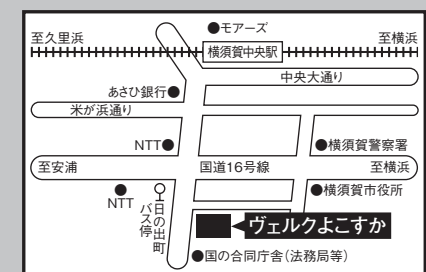 ●モアーズ
至久里浜
横須賀中央駅
至横浜
中央大通り
あさひ銀行●
米が浜通り
NTT●
●横須賀警察署
至安浦
国道16号線
至横浜
●横須賀市役所
●
NTT
日の出町
バス停
ヴェルクよこすか
●国の合同庁舎(法務局等)